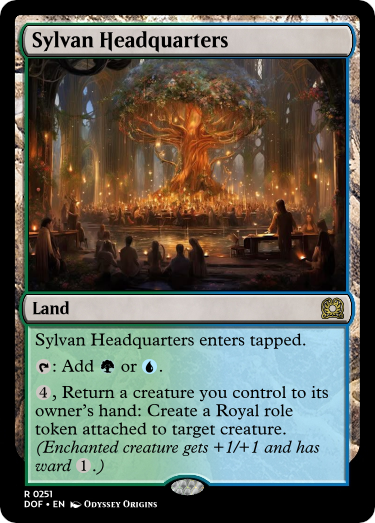 Sylvan Headquarters
Land
Sylvan Headquarters enters tapped.
: Add or .
4, Return a creature you control to its
owner's hand: Create a Royal role
token attached to target creature.
(Enchanted creature gets +1/+1 and has
ward 1.)
R 0251
DOF • EN Odyssey Origins